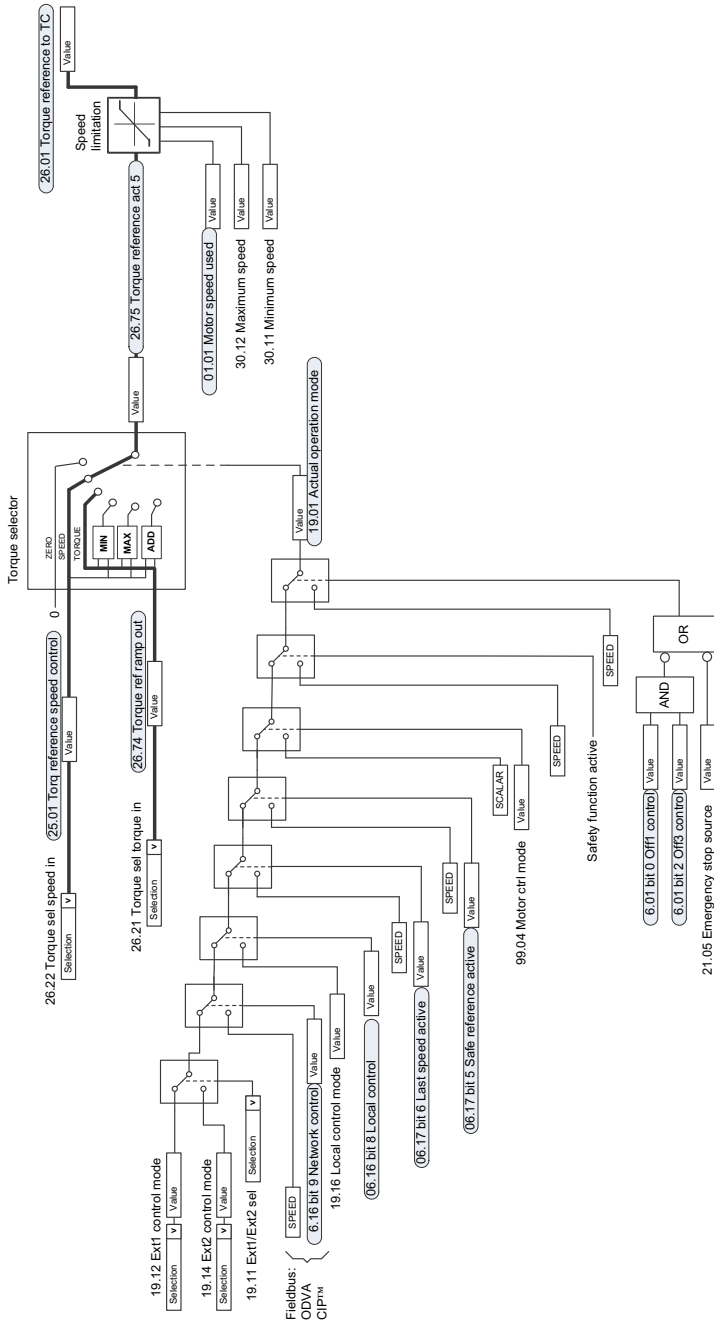 Torque selector
26.22 Torque sel speed in
Selection
v
25.01 Torq reference speed control
Value
0
ZERO
SPEED
TORQUE
MIN
MAX
ADD
26.21 Torque sel torque in
Selection
v
26.74 Torque ref ramp out
Value
Value
26.75 Torque reference act 5
Speed
limitation
26.01 Torque reference to TC
Value
01.01 Motor speed used
Value
30.12 Maximum speed
Value
30.11 Minimum speed
Value
19.01 Actual operation mode
Value
19.12 Ext1 control mode
Selection
v
Value
19.14 Ext2 control mode
Selection
v
Value
19.11 Ext1/Ext2 sel
Selection
v
Fieldbus:
ODVA
CIP™
SPEED
6.16 bit 9 Network control
Value
19.16 Local control mode
Value
06.16 bit 8 Local control
Value
SPEED
06.17 bit 6 Last speed active
Value
SPEED
06.17 bit 5 Safe reference active
Value
SCALAR
99.04 Motor ctrl mode
Value
SPEED
Safety function active
SPEED
6.01 bit 0 Off1 control
Value
6.01 bit 2 Off3 control
Value
AND
OR
21.05 Emergency stop source
Value